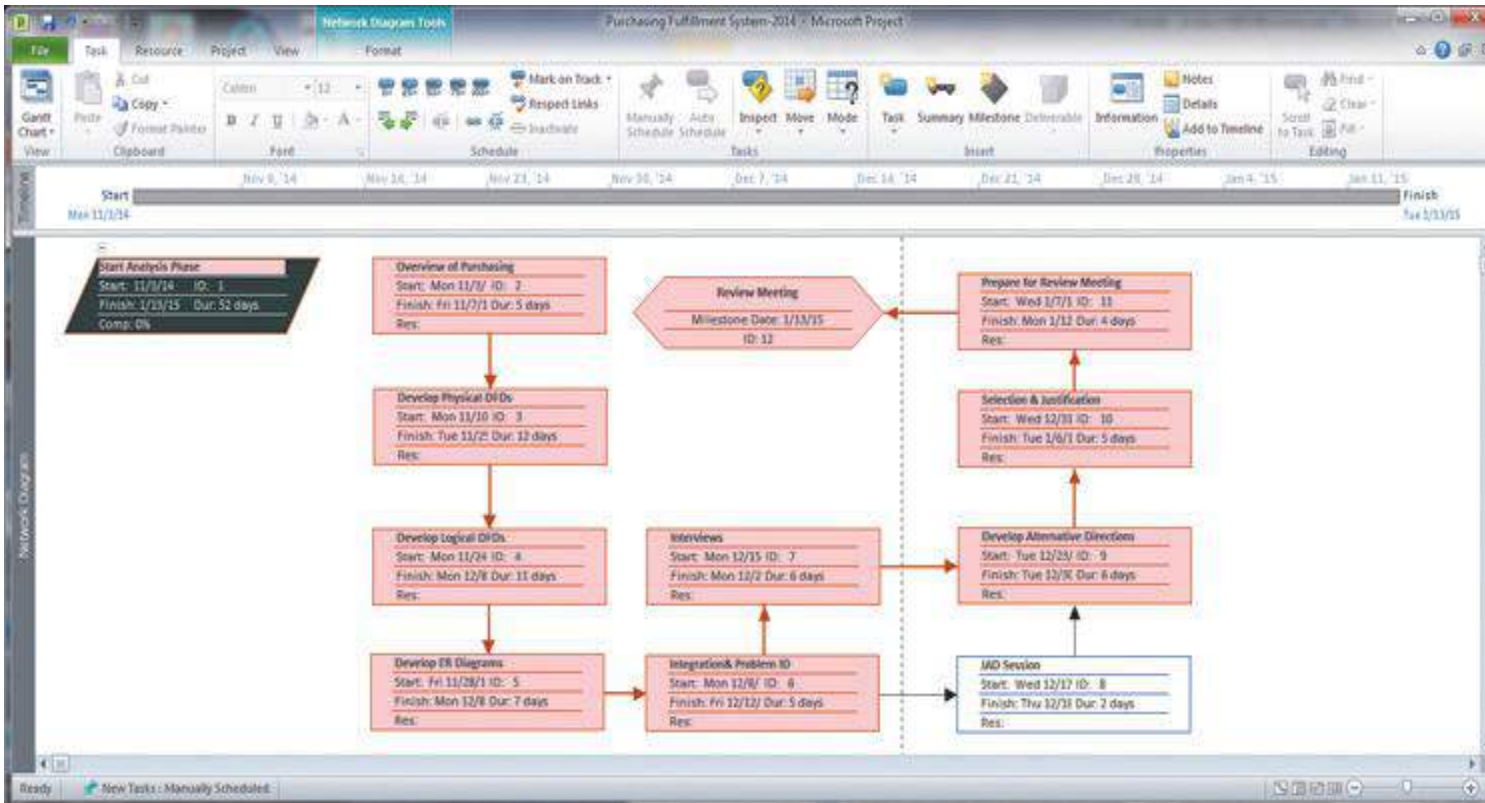 Network Diagram Tools
Purchasing Fulfillment System-2014 - Microsoft Project
File Task Resource Project View Format
Gantt Chart
View
Paste
Cut
Copy
Format Painter
Clipboard
Calibri 12
B I U A
Font
Mark on Track
Respect Links
Inactivate
Schedule
Manually Schedule
Auto Schedule
Inspect
Move
Mode
Tasks
Task
Summary
Milestone
Deliverable
Insert
Information
Notes
Details
Add to Timeline
Properties
Scroll to Task
Find
Clear
Fill
Editing
Timeline
Nov 9, '14 Nov 16, '14 Nov 23, '14 Nov 30, '14 Dec 7, '14 Dec 14, '14 Dec 21, '14 Dec 28, '14 Jan 4, '15 Jan 11, '15
Start
Mon 11/3/14
Finish
Tue 1/13/15
Network Diagram
Start Analysis Phase
Start: 11/3/14 ID: 1
Finish: 1/13/15 Dur: 52 days
Comp: 0%
Overview of Purchasing
Start: Mon 11/3/ ID: 2
Finish: Fri 11/7/1 Dur: 5 days
Res:
Develop Physical DFDs
Start: Mon 11/10 ID: 3
Finish: Tue 11/25 Dur: 12 days
Res:
Develop Logical DFDs
Start: Mon 11/24 ID: 4
Finish: Mon 12/8 Dur: 11 days
Res:
Develop ER Diagrams
Start: Fri 11/28/1 ID: 5
Finish: Mon 12/8 Dur: 7 days
Res:
Integration& Problem ID
Start: Mon 12/8/ ID: 6
Finish: Fri 12/12/ Dur: 5 days
Res:
Interviews
Start: Mon 12/15 ID: 7
Finish: Mon 12/2 Dur: 6 days
Res:
JAD Session
Start: Wed 12/17 ID: 8
Finish: Thu 12/18 Dur: 2 days
Res:
Develop Alternative Directions
Start: Tue 12/23/ ID: 9
Finish: Tue 12/30 Dur: 6 days
Res:
Selection & Justification
Start: Wed 12/31 ID: 10
Finish: Tue 1/6/1 Dur: 5 days
Res:
Prepare for Review Meeting
Start: Wed 1/7/1 ID: 11
Finish: Mon 1/12 Dur: 4 days
Res:
Review Meeting
Milestone Date: 1/13/15
ID: 12
Ready
New Tasks : Manually Scheduled